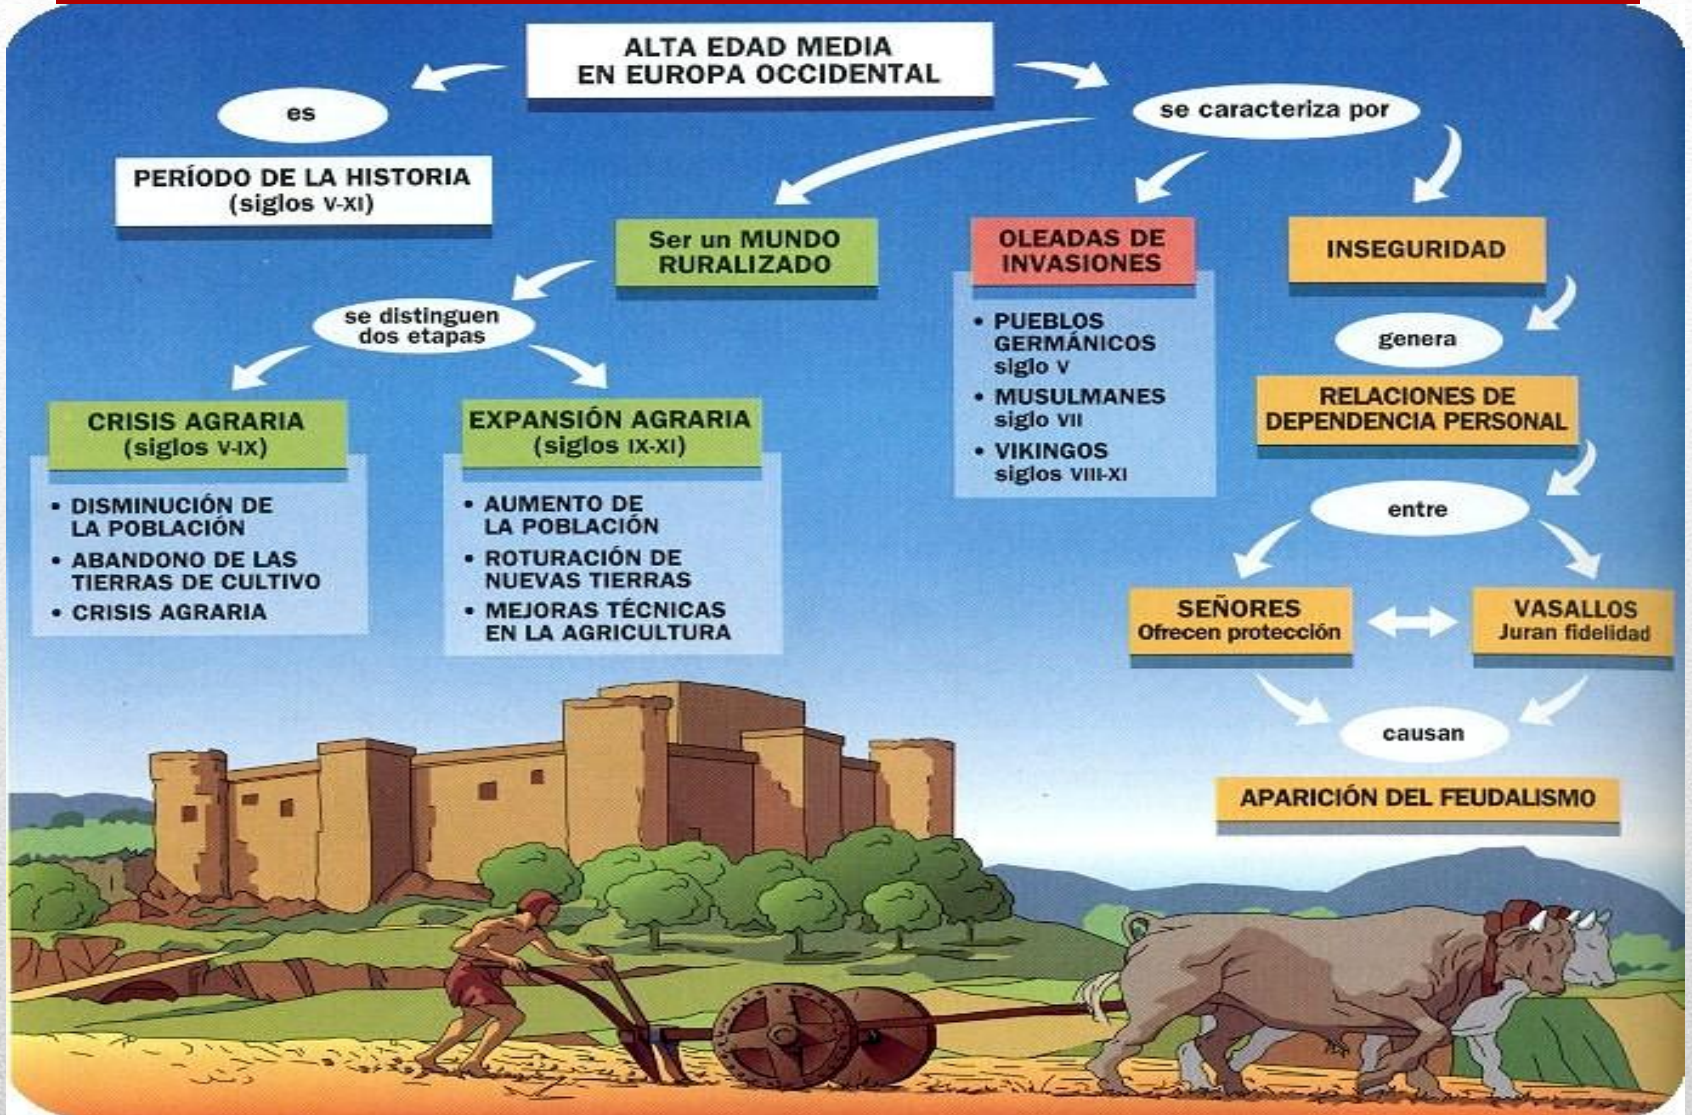 ALTA EDAD MEDIA
EN EUROPA OCCIDENTAL
es
PERÍODO DE LA HISTORIA
(siglos V-XI)
se caracteriza por
Ser un MUNDO
RURALIZADO
se distinguen
dos etapas
CRISIS AGRARIA
(siglos V-IX)
• DISMINUCIÓN DE
LA POBLACIÓN
• ABANDONO DE LAS
TIERRAS DE CULTIVO
• CRISIS AGRARIA
EXPANSIÓN AGRARIA
(siglos IX-XI)
• AUMENTO DE
LA POBLACIÓN
• ROTURACIÓN DE
NUEVAS TIERRAS
• MEJORAS TÉCNICAS
EN LA AGRICULTURA
OLEADAS DE
INVASIONES
• PUEBLOS
GERMÁNICOS
siglo V
• MUSULMANES
siglo VII
• VIKINGOS
siglos VIII-XI
INSEGURIDAD
genera
RELACIONES DE
DEPENDENCIA PERSONAL
entre
SEÑORES
Ofrecen protección
VASALLOS
Juran fidelidad
causan
APARICIÓN DEL FEUDALISMO